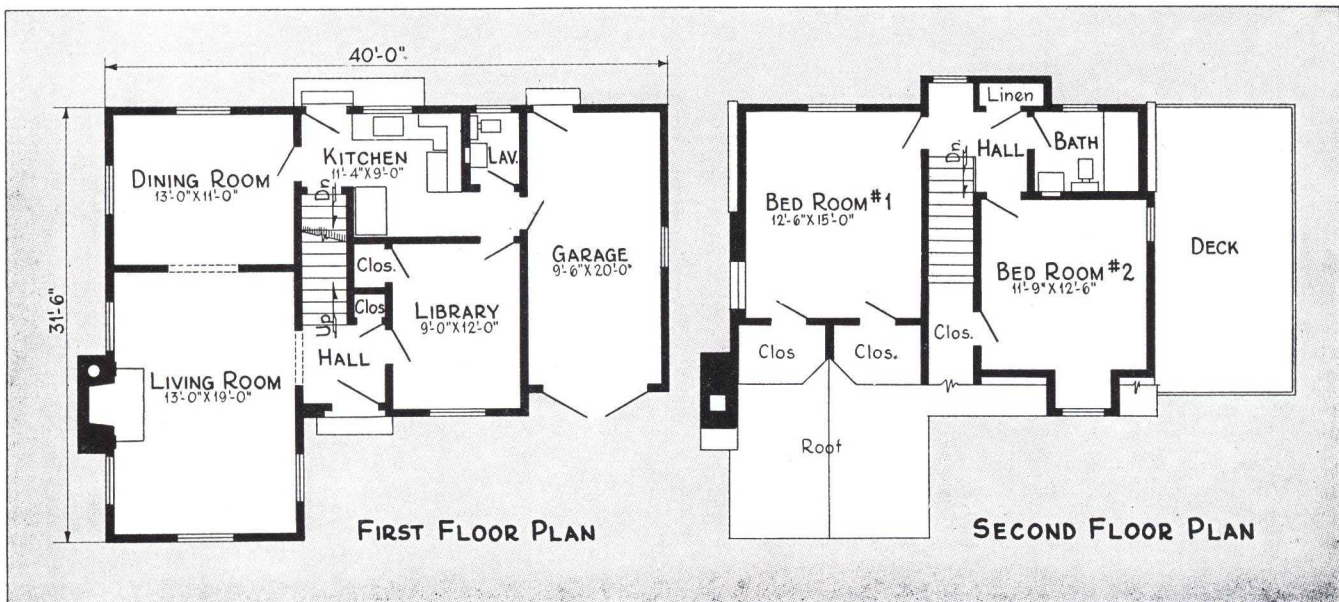 40'-0"
31'-6"
DINING ROOM
13'-0"X11'-0"
KITCHEN
11'-4"X9'-0"
Dn
LAV.
Clos.
Clos
Up
HALL
LIBRARY
9'-0"X12'-0"
GARAGE
9'-6"X20'-0"
LIVING ROOM
13'-0"X19'-0"
FIRST FLOOR PLAN
Linen
Dn.
HALL
BATH
BED ROOM #1
12'-6"X15'-0"
BED ROOM #2
11'-9"X12'-6"
DECK
Clos
Clos.
Clos.
Roof
SECOND FLOOR PLAN